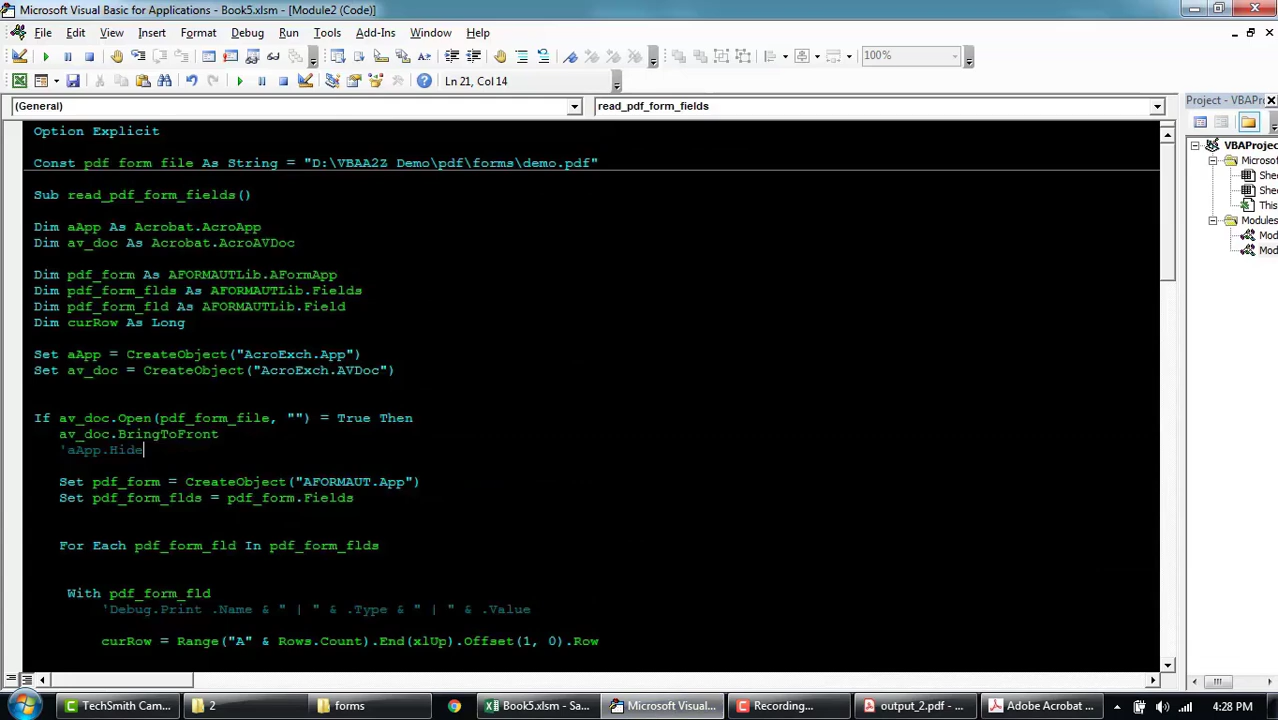 Microsoft Visual Basic for Applications - Book5.xlsm - [Module2 (Code)]
File Edit View Insert Format Debug Run Tools Add-Ins Window Help
100%
Ln 21, Col 14
(General) read_pdf_form_fields
Project - VBAProj
Option Explicit
Const pdf_form_file As String = "D:\VBAA2Z Demo\pdf\forms\demo.pdf"
Sub read_pdf_form_fields()
Dim aApp As Acrobat.AcroApp
Dim av_doc As Acrobat.AcroAVDoc
Dim pdf_form As AFORMAUTLib.AFormApp
Dim pdf_form_flds As AFORMAUTLib.Fields
Dim pdf_form_fld As AFORMAUTLib.Field
Dim curRow As Long
Set aApp = CreateObject("AcroExch.App")
Set av_doc = CreateObject("AcroExch.AVDoc")
If av_doc.Open(pdf_form_file, "") = True Then
av_doc.BringToFront
'aApp.Hide
Set pdf_form = CreateObject("AFORMAUT.App")
Set pdf_form_flds = pdf_form.Fields
For Each pdf_form_fld In pdf_form_flds
With pdf_form_fld
'Debug.Print .Name & " | " & .Type & " | " & .Value
curRow = Range("A" & Rows.Count).End(xlUp).Offset(1, 0).Row
VBAProject
Microsof
Shee
Shee
This
Modules
Mod
Mod
TechSmith Cam... 2 forms Book5.xlsm - Sa... Microsoft Visual... Recording... output_2.pdf - ... Adobe Acrobat ... 4:28 PM